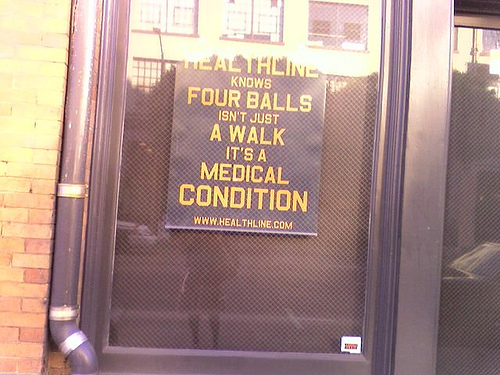 HEALTHLINE
KNOWS
FOUR BALLS
ISN'T JUST
A WALK
IT'S A
MEDICAL
CONDITION
WWW.HEALTHLINE.COM